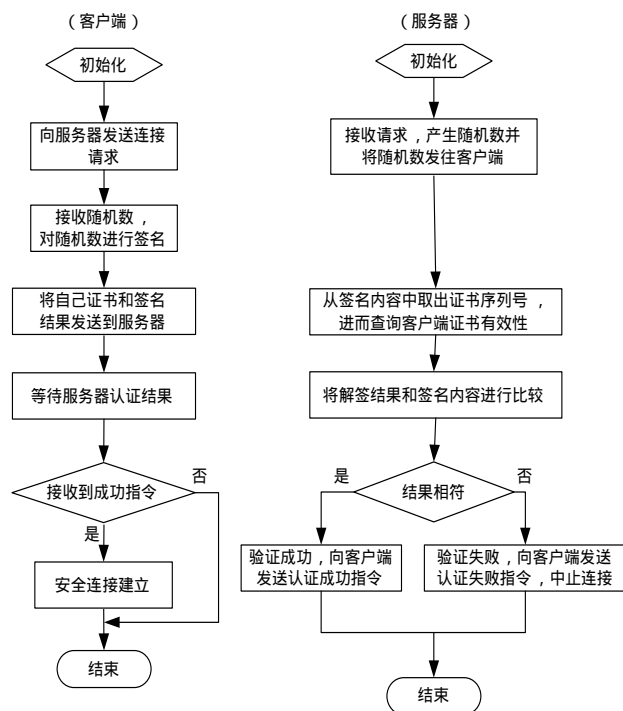 （客户端）
初始化
向服务器发送连接
请求
接收随机数，
对随机数进行签名
将自己证书和签名
结果发送到服务器
等待服务器认证结果
接收到成功指令
否
是
安全连接建立
结束
（服务器）
初始化
接收请求，产生随机数并
将随机数发往客户端
从签名内容中取出证书序列号，
进而查询客户端证书有效性
将解签结果和签名内容进行比较
结果相符
是
否
验证成功，向客户端
发送认证成功指令
验证失败，向客户端发送
认证失败指令，中止连接
结束